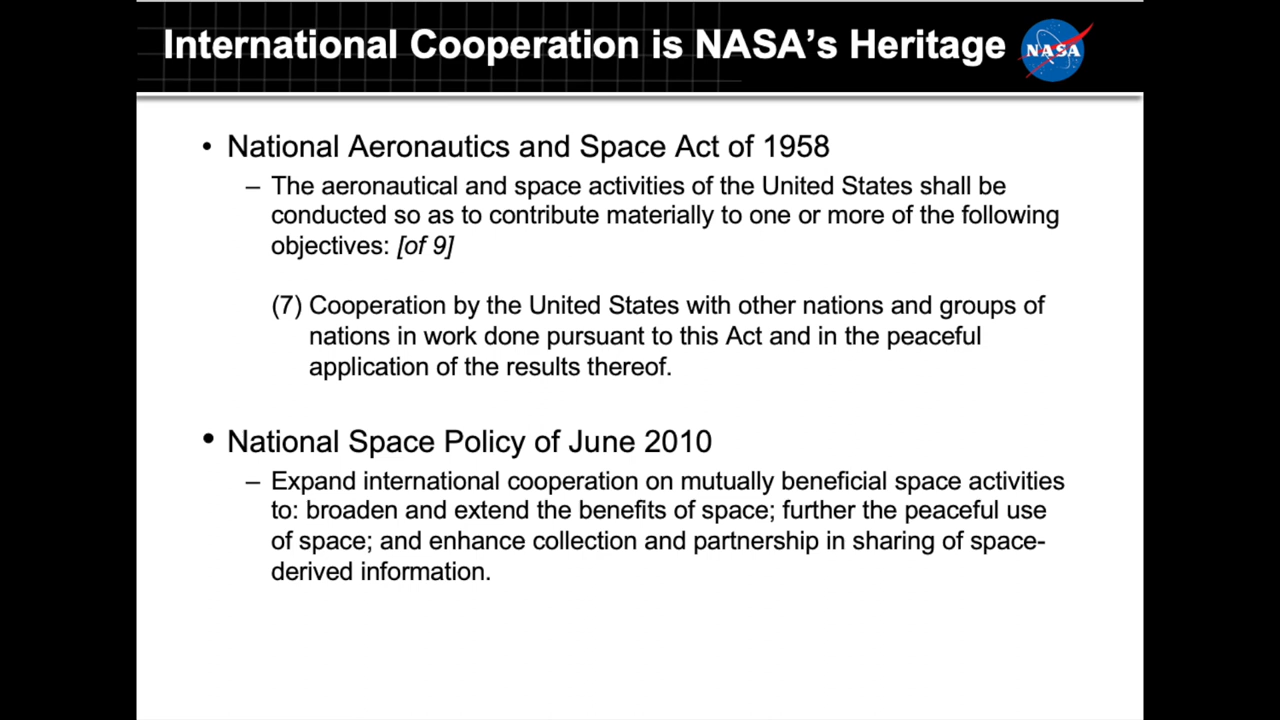 International Cooperation is NASA's Heritage
NASA
• National Aeronautics and Space Act of 1958
– The aeronautical and space activities of the United States shall be
conducted so as to contribute materially to one or more of the following
objectives: [of 9]
(7) Cooperation by the United States with other nations and groups of
nations in work done pursuant to this Act and in the peaceful
application of the results thereof.
• National Space Policy of June 2010
– Expand international cooperation on mutually beneficial space activities
to: broaden and extend the benefits of space; further the peaceful use
of space; and enhance collection and partnership in sharing of space-
derived information.